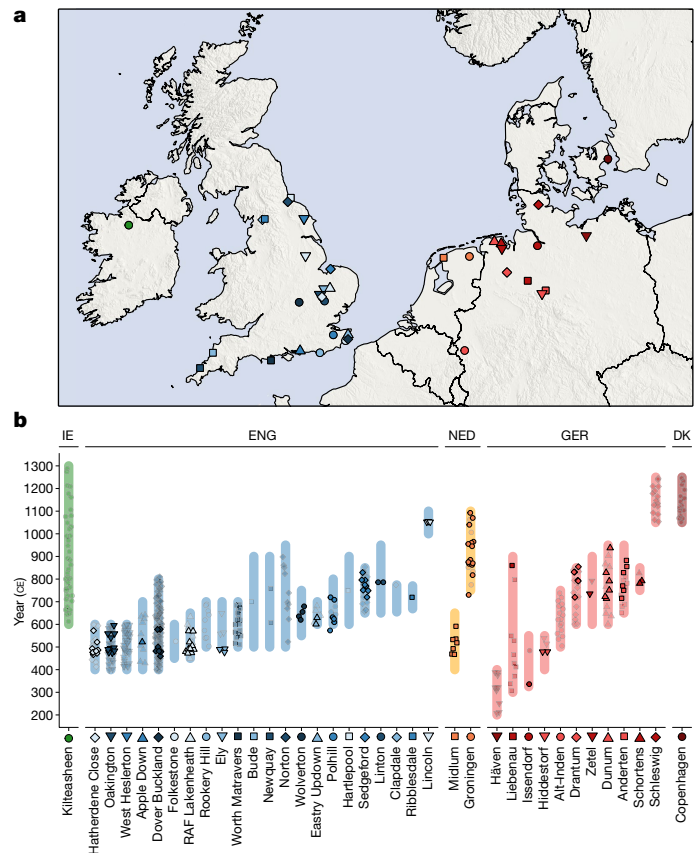 a
b
IE ENG NED GER DK
1300
1200
1100
1000
900
800
700
600
500
400
300
200
Year (CE)
Kilteasheen
Hatherdene Close
Oakington
West Heslerton
Apple Down
Dover Buckland
Folkestone
RAF Lakenheath
Rookery Hill
Ely
Worth Matravers
Bude
Newquay
Norton
Wolverton
Eastry Updown
Polhill
Hartlepool
Sedgeford
Linton
Clapdale
Ribblesdale
Lincoln
Midlum
Groningen
Häven
Liebenau
Issendorf
Hiddestorf
Alt-Inden
Drantum
Zetel
Dunum
Anderten
Schortens
Schleswig
Copenhagen